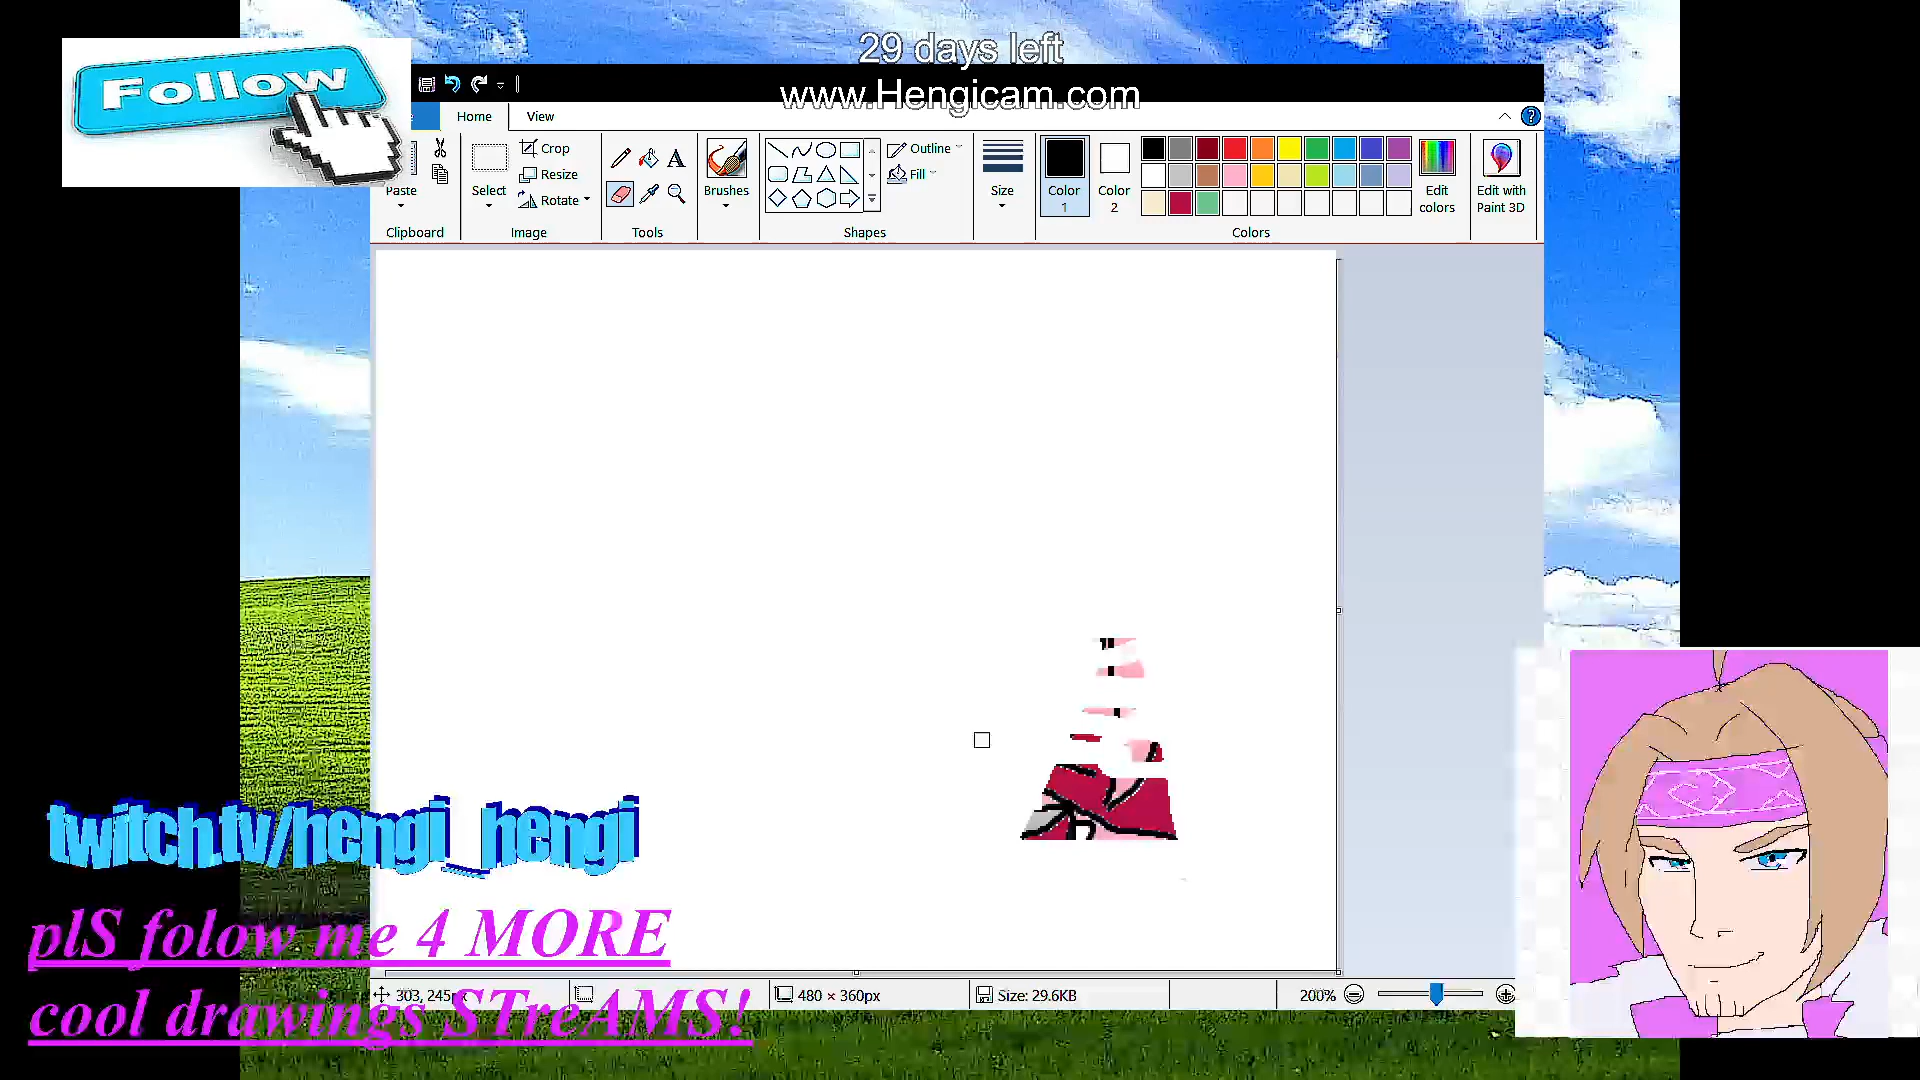 29 days left
www.Hengicam.com
Follow
Home
View
Crop
Resize
Rotate
Paste
Select
Brushes
Outline
Fill
Size
Color
1
Color
2
Edit
colors
Edit with
Paint 3D
Clipboard
Image
Tools
Shapes
Colors
twitch.tv/hengi_hengi
plS folow me 4 MORE
cool drawings STreAMS!
303, 245px
480 × 360px
Size: 29.6KB
200%